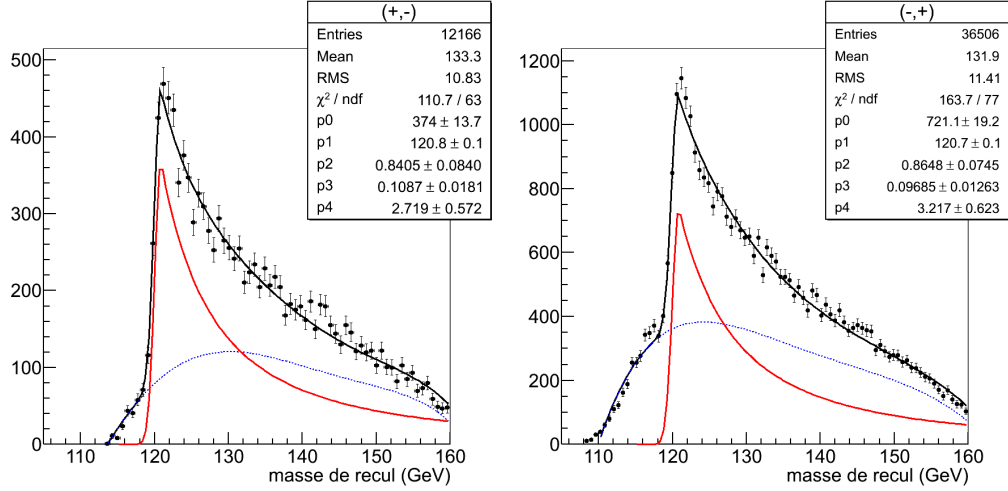 (+,-)
Entries 12166
Mean 133.3
RMS 10.83
χ² / ndf 110.7 / 63
p0 374 ± 13.7
p1 120.8 ± 0.1
p2 0.8405 ± 0.0840
p3 0.1087 ± 0.0181
p4 2.719 ± 0.572
500
400
300
200
100
0
110 120 130 140 150 160
masse de recul (GeV)
(-,+)
Entries 36506
Mean 131.9
RMS 11.41
χ² / ndf 163.7 / 77
p0 721.1 ± 19.2
p1 120.7 ± 0.1
p2 0.8648 ± 0.0745
p3 0.09685 ± 0.01263
p4 3.217 ± 0.623
1200
1000
800
600
400
200
0
110 120 130 140 150 160
masse de recul (GeV)